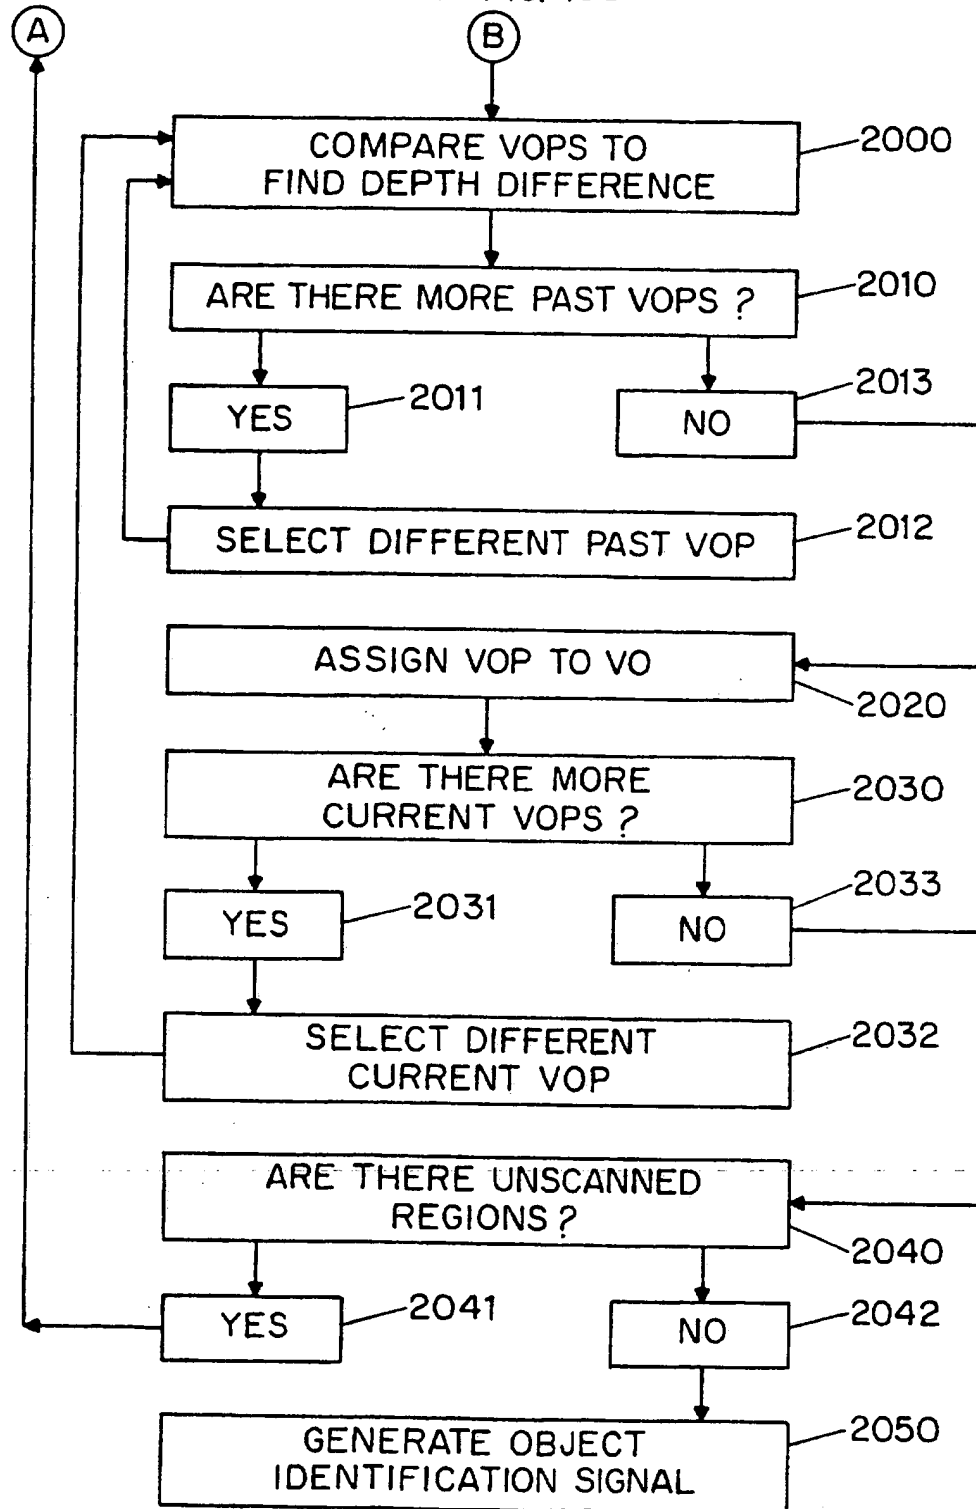 A
B
COMPARE VOPS TO
FIND DEPTH DIFFERENCE
2000
ARE THERE MORE PAST VOPS ?
2010
YES
2011
NO
2013
SELECT DIFFERENT PAST VOP
2012
ASSIGN VOP TO VO
2020
ARE THERE MORE
CURRENT VOPS ?
2030
YES
2031
NO
2033
SELECT DIFFERENT
CURRENT VOP
2032
ARE THERE UNSCANNED
REGIONS ?
2040
YES
2041
NO
2042
GENERATE OBJECT
IDENTIFICATION SIGNAL
2050